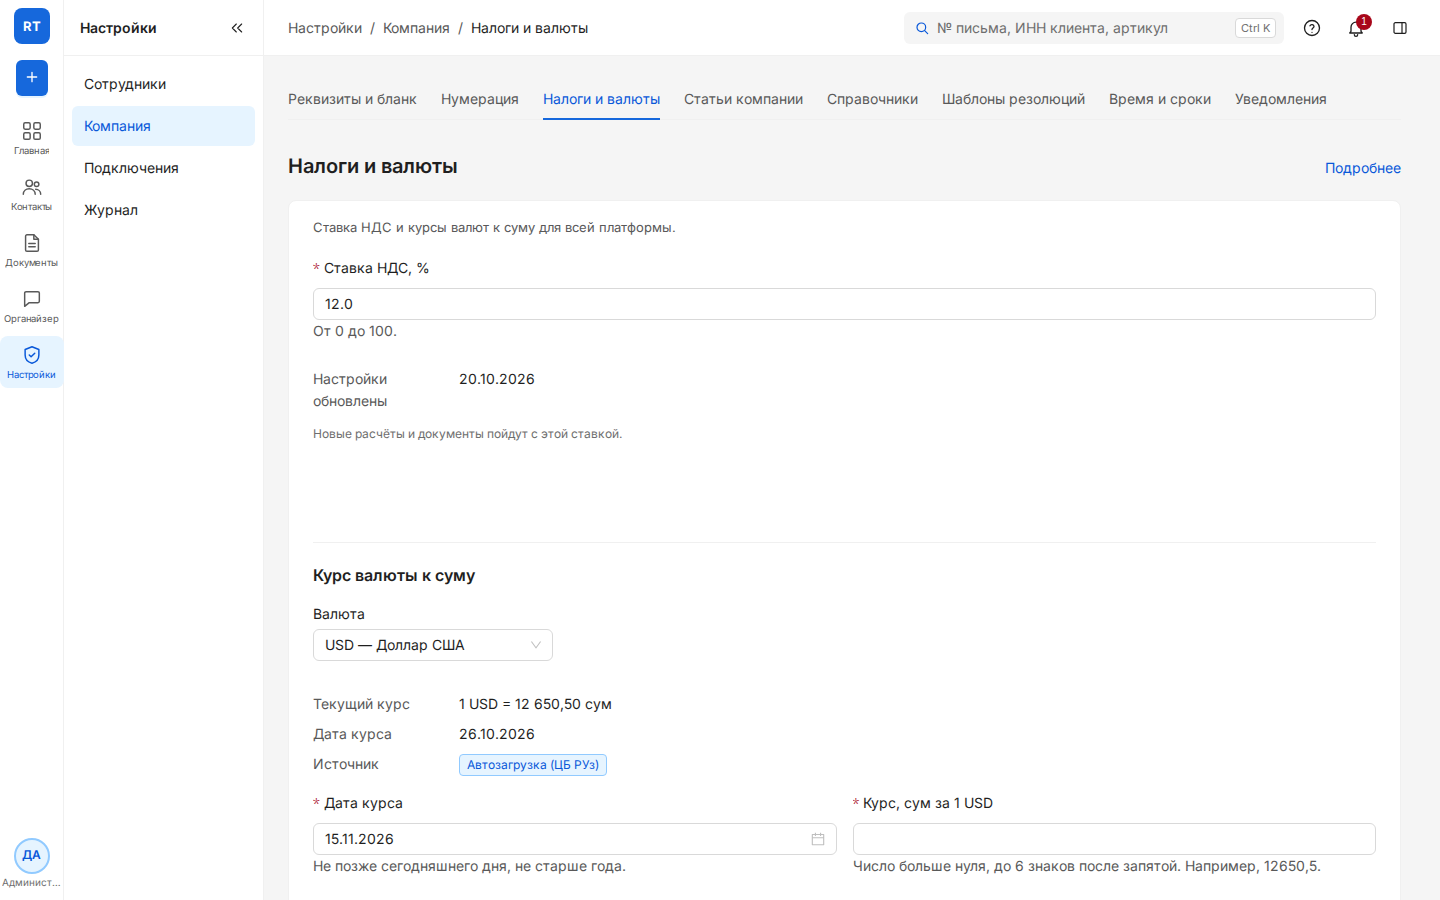 RT
Настройки
Настройки / Компания / Налоги и валюты
№ письма, ИНН клиента, артикул
Ctrl K
1
+
Главная
Контакты
Документы
Органайзер
Настройки
Сотрудники
Компания
Подключения
Журнал
Реквизиты и бланк
Нумерация
Налоги и валюты
Статьи компании
Справочники
Шаблоны резолюций
Время и сроки
Уведомления
Налоги и валюты
Подробнее
Ставка НДС и курсы валют к суму для всей платформы.
* Ставка НДС, %
12.0
От 0 до 100.
Настройки обновлены
20.10.2026
Новые расчёты и документы пойдут с этой ставкой.
Курс валюты к суму
Валюта
USD — Доллар США
Текущий курс
1 USD = 12 650,50 сум
Дата курса
26.10.2026
Источник
Автозагрузка (ЦБ РУз)
* Дата курса
15.11.2026
Не позже сегодняшнего дня, не старше года.
* Курс, сум за 1 USD
Число больше нуля, до 6 знаков после запятой. Например, 12650,5.
ДА
Админист...